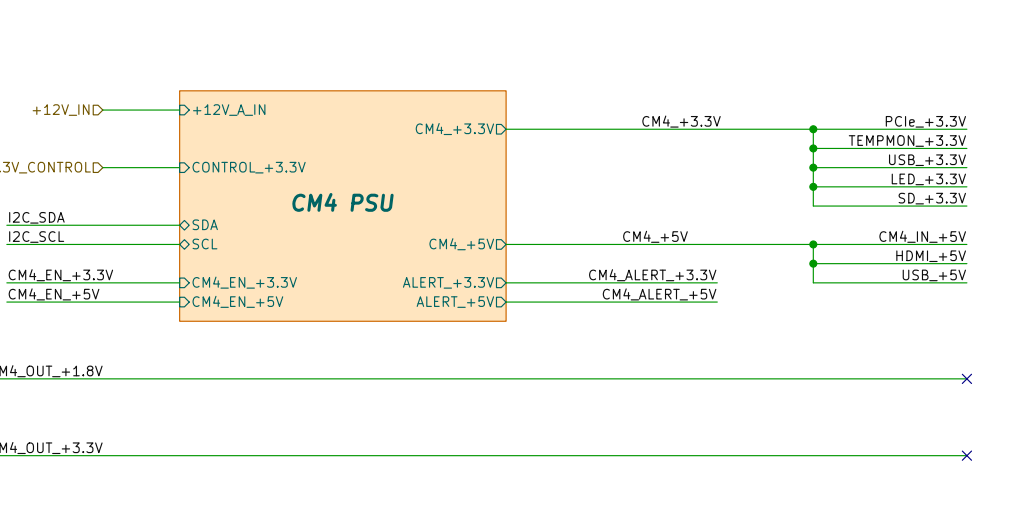 +12V_IN
+12V_A_IN
CM4_+3.3V
CM4_+3.3V
PCIe_+3.3V
TEMPMON_+3.3V
.3V_CONTROL
CONTROL_+3.3V
USB_+3.3V
LED_+3.3V
SD_+3.3V
CM4 PSU
I2C_SDA
SDA
I2C_SCL
SCL
CM4_+5V
CM4_+5V
CM4_IN_+5V
HDMI_+5V
CM4_EN_+3.3V
CM4_EN_+3.3V
ALERT_+3.3V
CM4_ALERT_+3.3V
USB_+5V
CM4_EN_+5V
CM4_EN_+5V
ALERT_+5V
CM4_ALERT_+5V
M4_OUT_+1.8V
M4_OUT_+3.3V